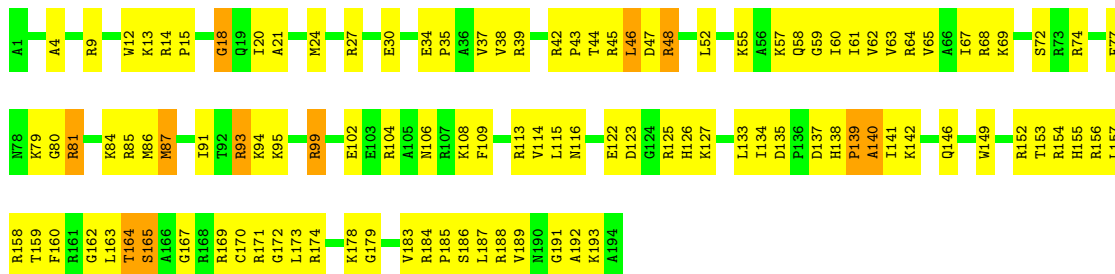 A1 A4 R9 W12 K13 R14 P15 G18 Q19 I20 A21 M24 R27 E30 E34 P35 A36 V37 V38 R39 R42 P43 T44 R45 L46 D47 R48 L52 K55 A56 K57 Q58 G59 I60 I61 V62 V63 R64 V65 A66 I67 R68 K69 S72 R73 R74
N78 K79 G80 R81 K84 R85 M86 M87 I91 T92 R93 K94 K95 R99 E102 E103 R104 A105 N106 R107 K108 F109 R113 V114 L115 N116 E122 D123 G124 R125 H126 K127 L133 I134 D135 P136 D137 H138 P139 A140 I141 K142 Q146 W149 R152 T153 R154 H155 R156
R158 T159 F160 R161 G162 L163 T164 S165 A166 G167 R168 R169 C170 R171 G172 L173 R174 K178 G179 V183 R184 P185 S186 L187 R188 V189 N190 G191 A192 K193 A194